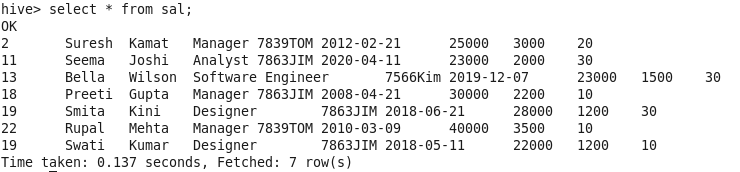 hive> select * from sal;
OK
2	Suresh	Kamat	Manager	7839TOM	2012-02-21	25000	3000	20
11	Seema	Joshi	Analyst	7863JIM	2020-04-11	23000	2000	30
13	Bella	Wilson	Software Engineer	7566Kim	2019-12-07	23000	1500	30
18	Preeti	Gupta	Manager	7863JIM	2008-04-21	30000	2200	10
19	Smita	Kini	Designer	7863JIM	2018-06-21	28000	1200	30
22	Rupal	Mehta	Manager	7839TOM	2010-03-09	40000	3500	10
19	Swati	Kumar	Designer	7863JIM	2018-05-11	22000	1200	10
Time taken: 0.137 seconds, Fetched: 7 row(s)